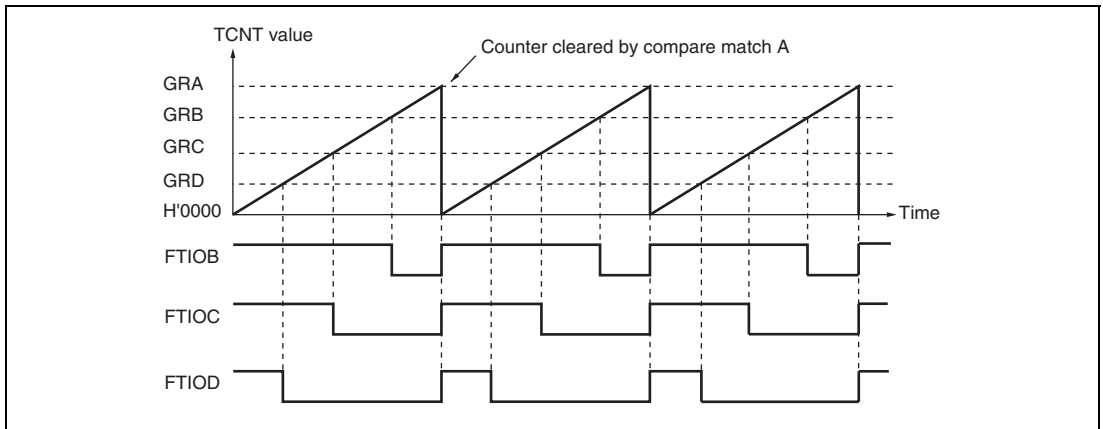 TCNT value
Counter cleared by compare match A
GRA
GRB
GRC
GRD
H'0000
Time
FTIOB
FTIOC
FTIOD